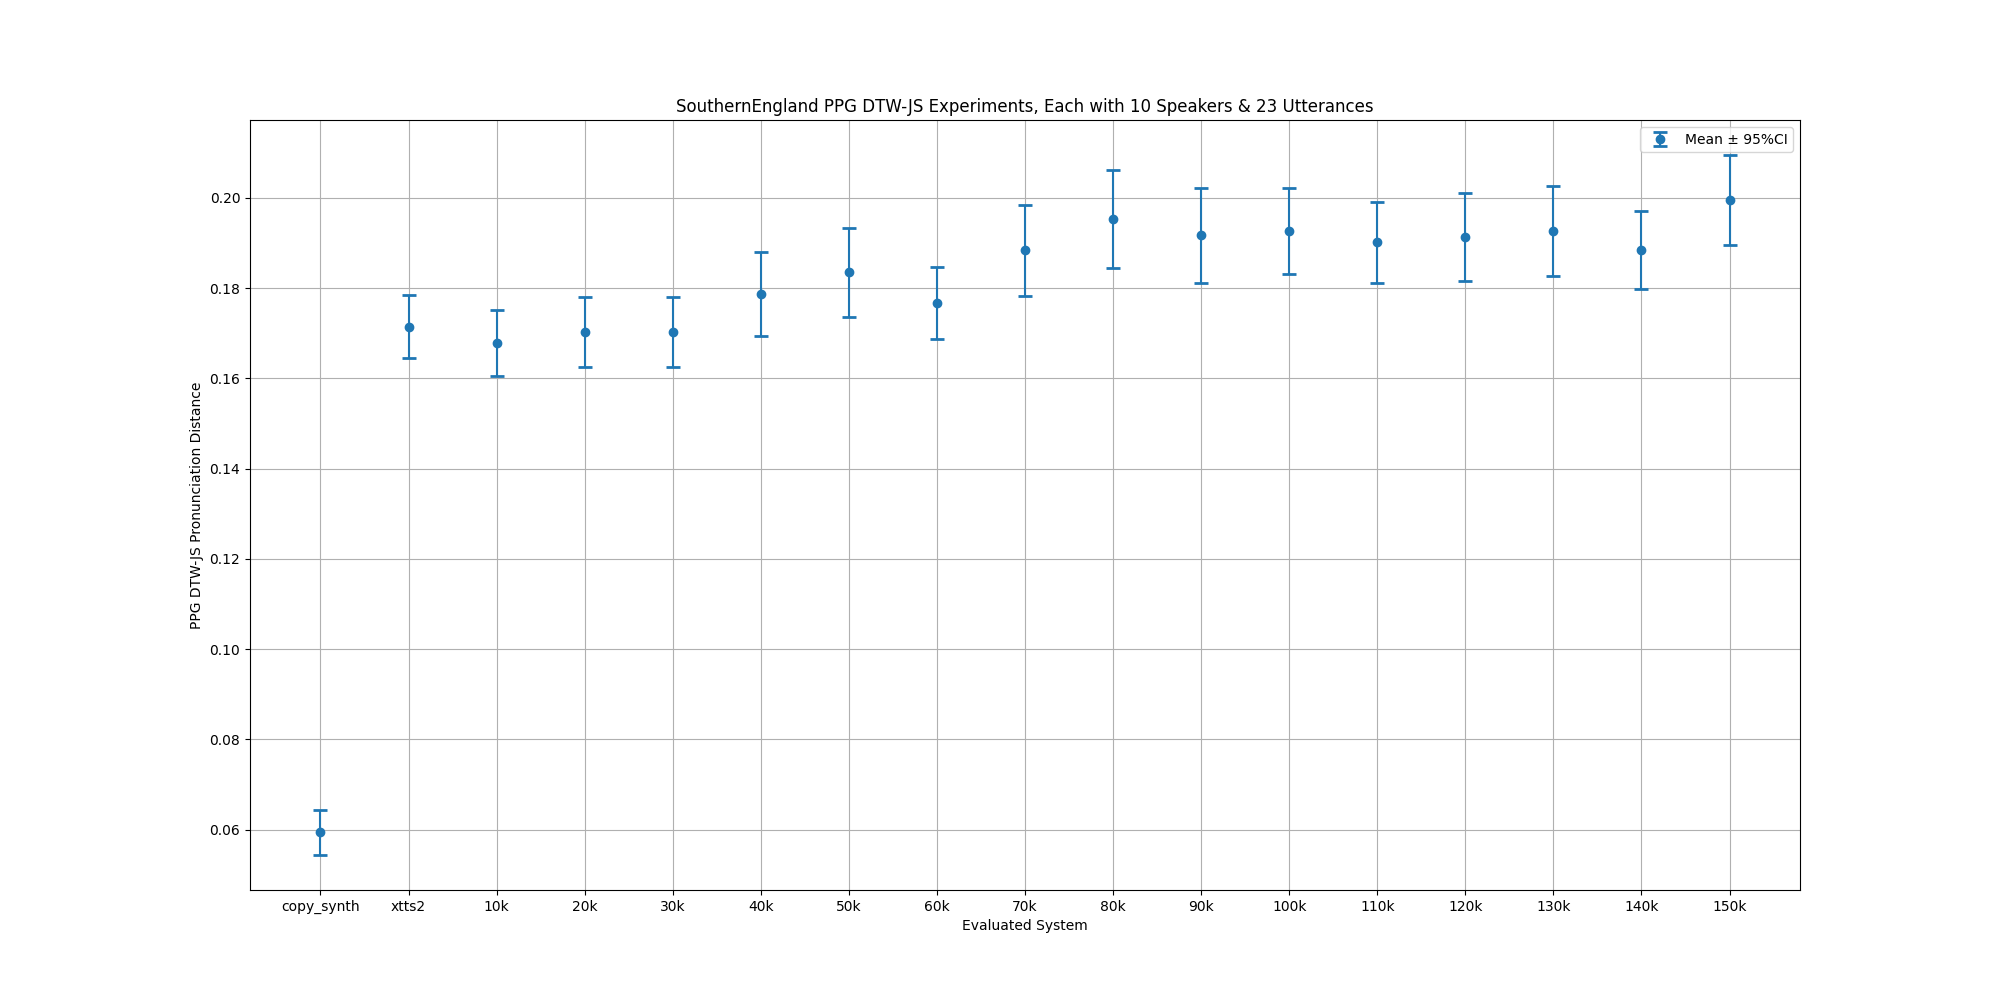 SouthernEngland PPG DTW-JS Experiments, Each with 10 Speakers & 23 Utterances
Mean ± 95%CI
PPG DTW-JS Pronunciation Distance
0.20
0.18
0.16
0.14
0.12
0.10
0.08
0.06
copy_synth xtts2 10k 20k 30k 40k 50k 60k 70k 80k 90k 100k 110k 120k 130k 140k 150k
Evaluated System